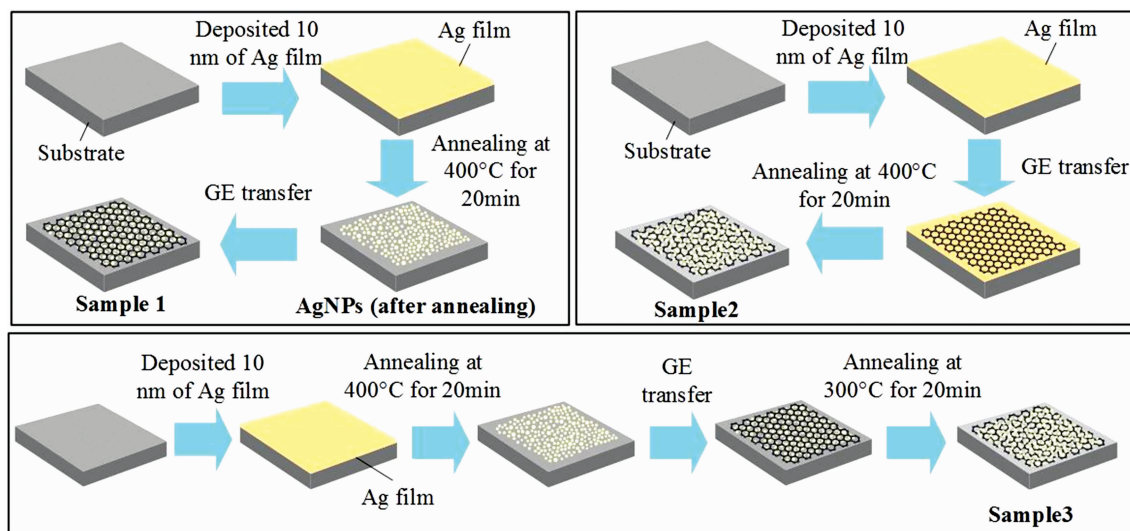 Deposited 10
nm of Ag film
Ag film
Substrate
Annealing at
400°C for
20min
GE transfer
Sample 1
AgNPs (after annealing)
Deposited 10
nm of Ag film
Ag film
Substrate
GE transfer
Annealing at 400°C
for 20min
Sample2
Deposited 10
nm of Ag film
Ag film
Annealing at
400°C for 20min
GE
transfer
Annealing at
300°C for 20min
Sample3